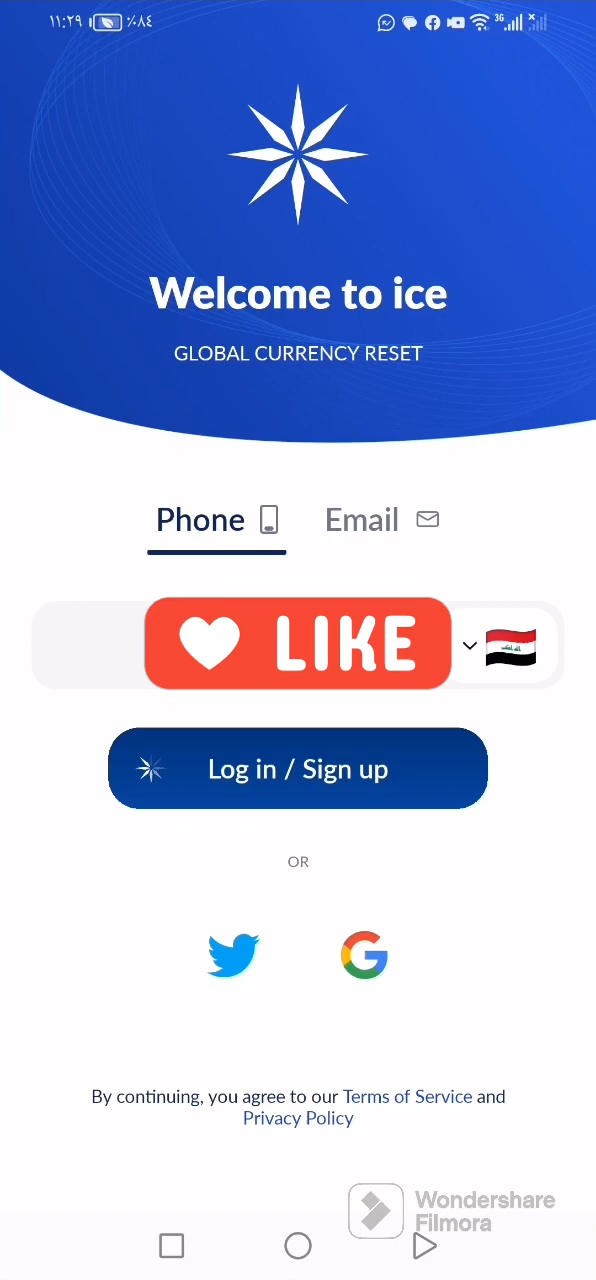 ١١:٢٩
٪٨٤
3G
Welcome to ice
GLOBAL CURRENCY RESET
Phone
Email
LIKE
Log in / Sign up
OR
By continuing, you agree to our Terms of Service and
Privacy Policy
Wondershare
Filmora